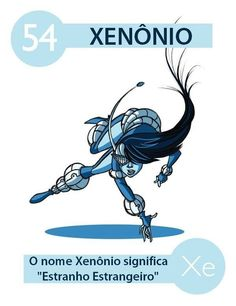 54 XENÔNIO
O nome Xenônio significa
"Estranho Estrangeiro"
Xe